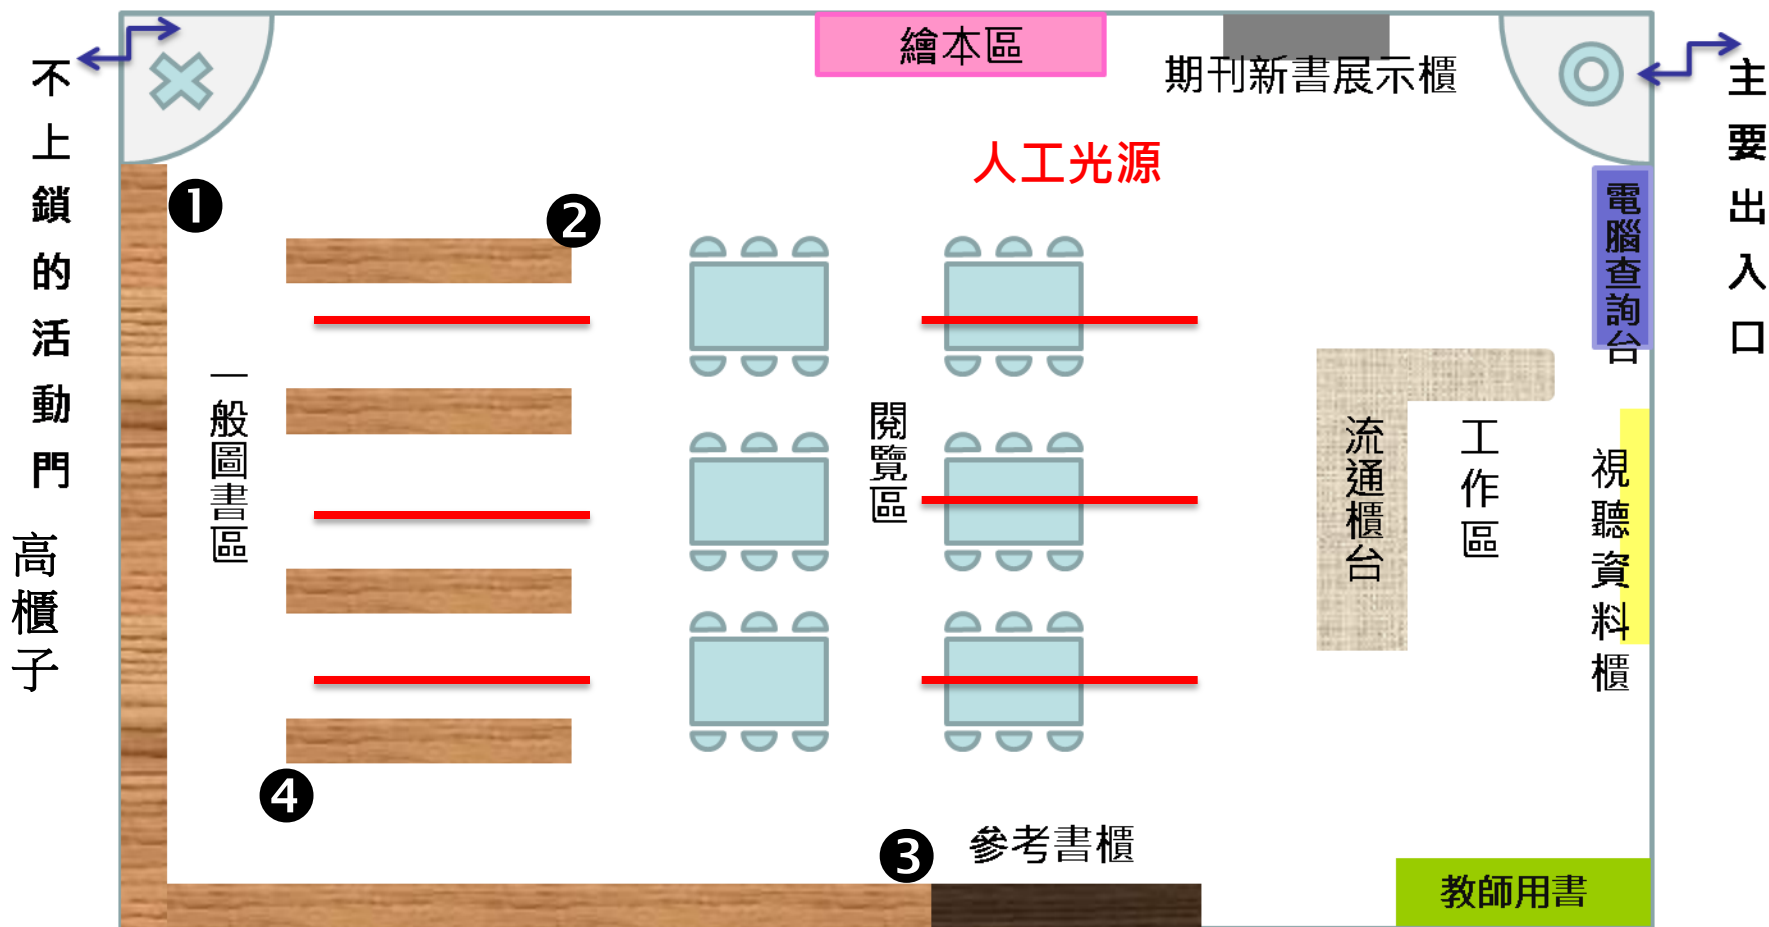 繪本區
期刊新書展示櫃
不上鎖的活動門
主要出入口
人工光源
電腦查詢台
❶
❷
一般圖書區
閱覽區
流通櫃台
工作區
視聽資料櫃
高櫃子
❹
❸
參考書櫃
教師用書